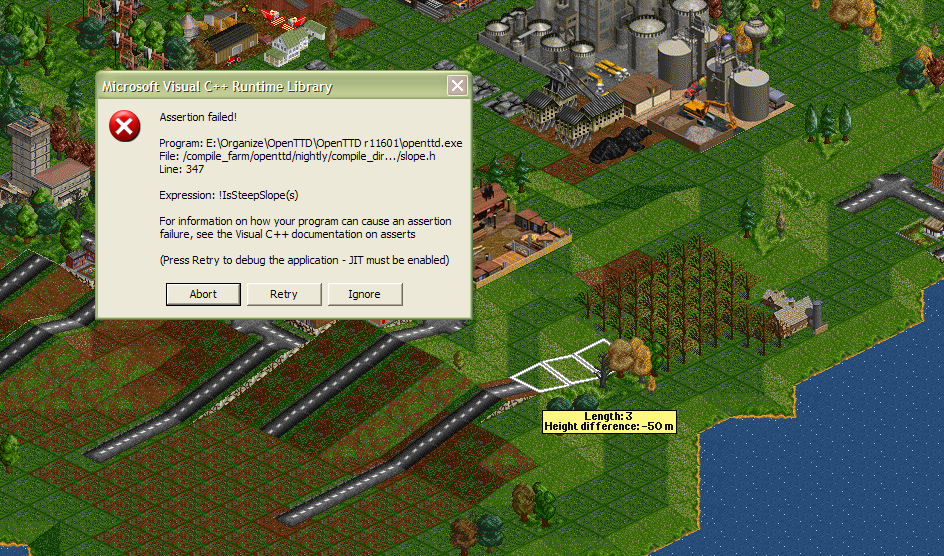 Microsoft Visual C++ Runtime Library
Assertion failed!
Program: E:\Organize\OpenTTD\OpenTTD r11601\openttd.exe
File: /compile_farm/openttd/nightly/compile_dir.../slope.h
Line: 347
Expression: !IsSteepSlope(s)
For information on how your program can cause an assertion
failure, see the Visual C++ documentation on asserts
(Press Retry to debug the application - JIT must be enabled)
Abort
Retry
Ignore
Length: 3
Height difference: -50 m